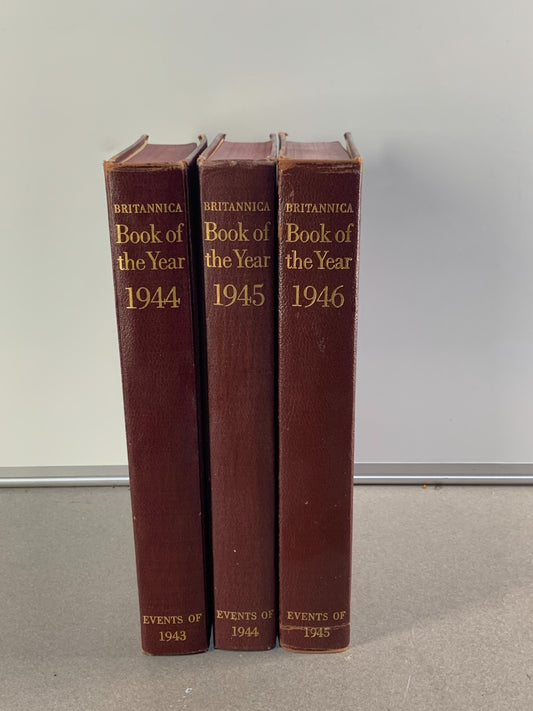 BRITANNICA
Book of
the Year
1944
EVENTS OF
1943
BRITANNICA
Book of
the Year
1945
EVENTS OF
1944
BRITANNICA
Book of
the Year
1946
EVENTS OF
1945